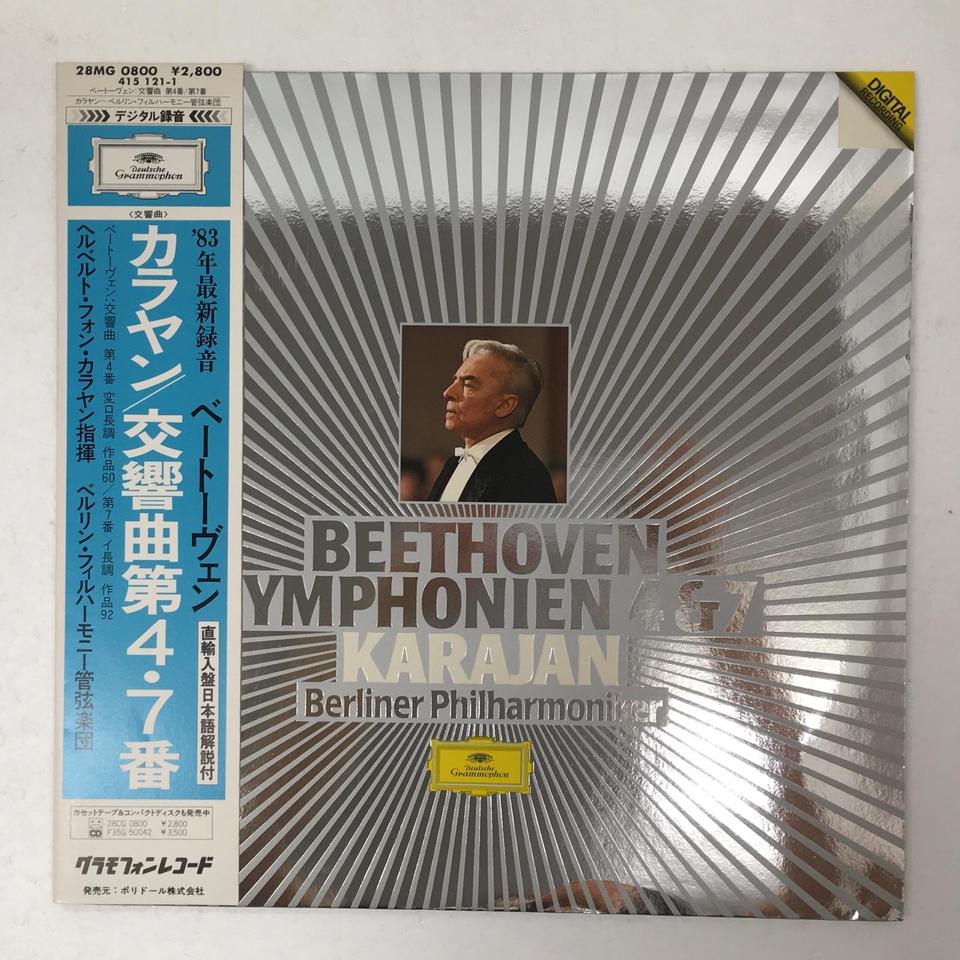 28MG 0800 ¥2,800
415 121-1
ベートーヴェン:交響曲 第4番/第7番
カラヤン─ベルリン・フィルハーモニー管弦楽団
デジタル録音
Deutsche
Grammophon
〈交響曲〉
'83年最新録音
ベートーヴェン
カラヤン/交響曲第4・7番
ベートーヴェン:交響曲 第4番 変ロ長調 作品60/第7番 イ長調 作品92
ヘルベルト・フォン・カラヤン指揮 ベルリン・フィルハーモニー管弦楽団
直輸入盤日本語解説付
カセットテープ&コンパクトディスクも発売中
28CG 0800 ¥2,800
CD F35G 50042 ¥3,500
グラモフォンレコード
発売元:ポリドール株式会社
DIGITAL
RECORDING
BEETHOVEN
YMPHONIEN 4&7
KARAJAN
Berliner Philharmoniker
Deutsche
Grammophon